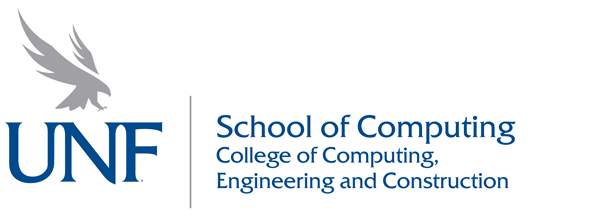 UNF
School of Computing
College of Computing,
Engineering and Construction